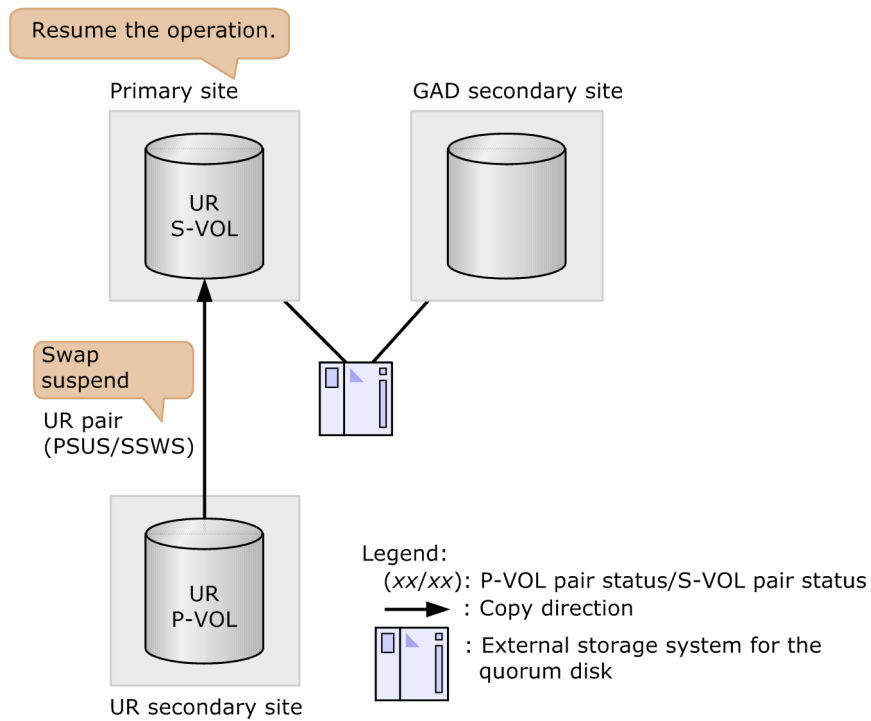 Resume the operation.
Primary site
GAD secondary site
UR
S-VOL
Swap
suspend
UR pair
(PSUS/SSWS)
UR
P-VOL
UR secondary site
Legend:
(xx/xx): P-VOL pair status/S-VOL pair status
: Copy direction
: External storage system for the
quorum disk